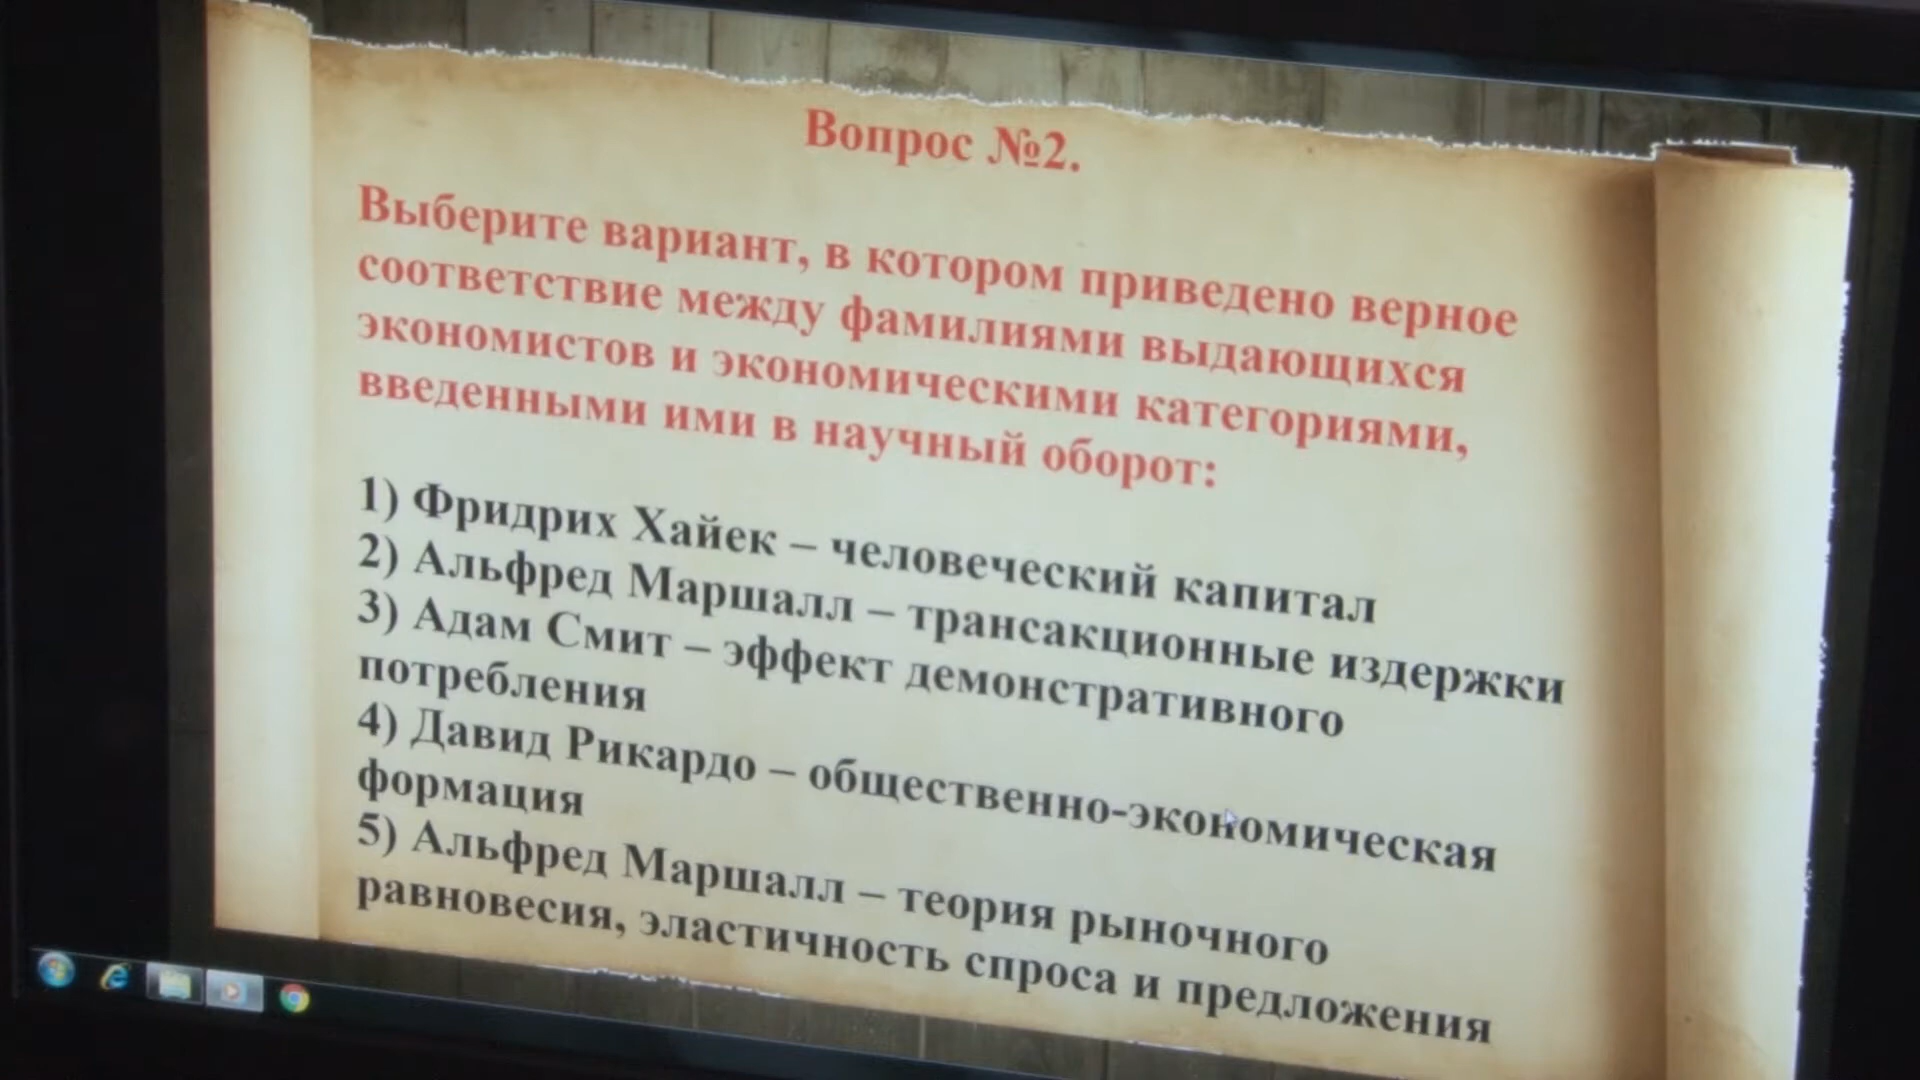 Вопрос №2.
Выберите вариант, в котором приведено верное
соответствие между фамилиями выдающихся
экономистов и экономическими категориями,
введенными ими в научный оборот:
1) Фридрих Хайек – человеческий капитал
2) Альфред Маршалл – трансакционные издержки
3) Адам Смит – эффект демонстративного
потребления
4) Давид Рикардо – общественно-экономическая
формация
5) Альфред Маршалл – теория рыночного
равновесия, эластичность спроса и предложения